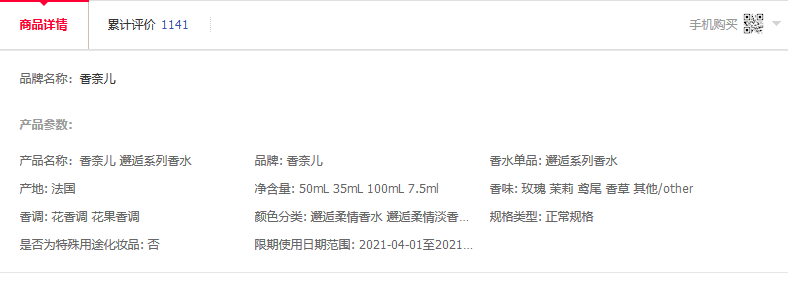 商品详情 累计评价 1141 手机购买
品牌名称：香奈儿
产品参数：
产品名称：香奈儿 邂逅系列香水 品牌: 香奈儿 香水单品: 邂逅系列香水
产地: 法国 净含量: 50mL 35mL 100mL 7.5ml 香味: 玫瑰 茉莉 鸢尾 香草 其他/other
香调: 花香调 花果香调 颜色分类: 邂逅柔情香水 邂逅柔情淡香... 规格类型: 正常规格
是否为特殊用途化妆品: 否 限期使用日期范围: 2021-04-01至2021...